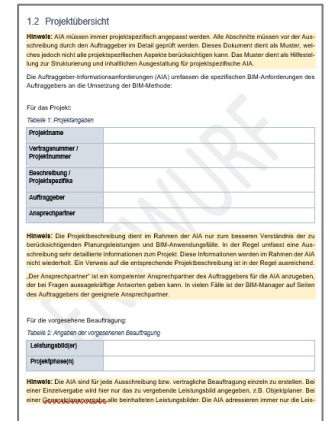 1.2 Projektübersicht
Hinweis: AIA müssen immer projektspezifisch angepasst werden. Alle Abschnitte müssen vor der Aus-
schreibung durch den Auftraggeber im Detail geprüft werden. Dieses Dokument dient als Muster, wel-
ches jedoch nicht alle projektspezifischen Aspekte berücksichtigen kann. Das Muster dient als Hilfestel-
lung zur Strukturierung und inhaltlichen Ausgestaltung für projektspezifische AIA.
Die Auftraggeber-Informationsanforderungen (AIA) umfassen die spezifischen BIM-Anforderungen des
Auftraggebers an die Umsetzung der BIM-Methode:
Für das Projekt:
Tabelle 1: Projektangaben
Projektname
Vertragsnummer /
Projektnummer
Beschreibung /
Projektspezifika
Auftraggeber
Ansprechpartner
Hinweis: Die Projektbeschreibung dient im Rahmen der AIA nur zum besseren Verständnis der zu
berücksichtigenden Planungsleistungen und BIM-Anwendungsfälle. In der Regel umfasst eine Aus-
schreibung sehr detaillierte Informationen zum Projekt. Diese Informationen werden im Rahmen der AIA
nicht wiederholt. Ein Verweis auf die entsprechende Projektbeschreibung ist in der Regel ausreichend.
„Der Ansprechpartner" ist ein kompetenter Ansprechpartner des Auftraggebers für die AIA anzugeben,
der bei Fragen aussagekräftige Antworten geben kann. In vielen Fällen ist der BIM-Manager auf Seiten
des Auftraggebers der geeignete Ansprechpartner.
Für die vorgesehene Beauftragung:
Tabelle 2: Angaben der vorgesehenen Beauftragung
Leistungsbild(er)
Projektphase(n)
Hinweis: Die AIA sind für jede Ausschreibung bzw. vertragliche Beauftragung einzeln zu erstellen. Bei
einer Einzelvergabe wird hier nur das zu vergebende Leistungsbild angegeben, z.B. Objektplaner. Bei
einer Generalplanervergabe alle beinhalteten Leistungsbilder. Die AIA adressieren immer nur die Leis-
ENTWURF